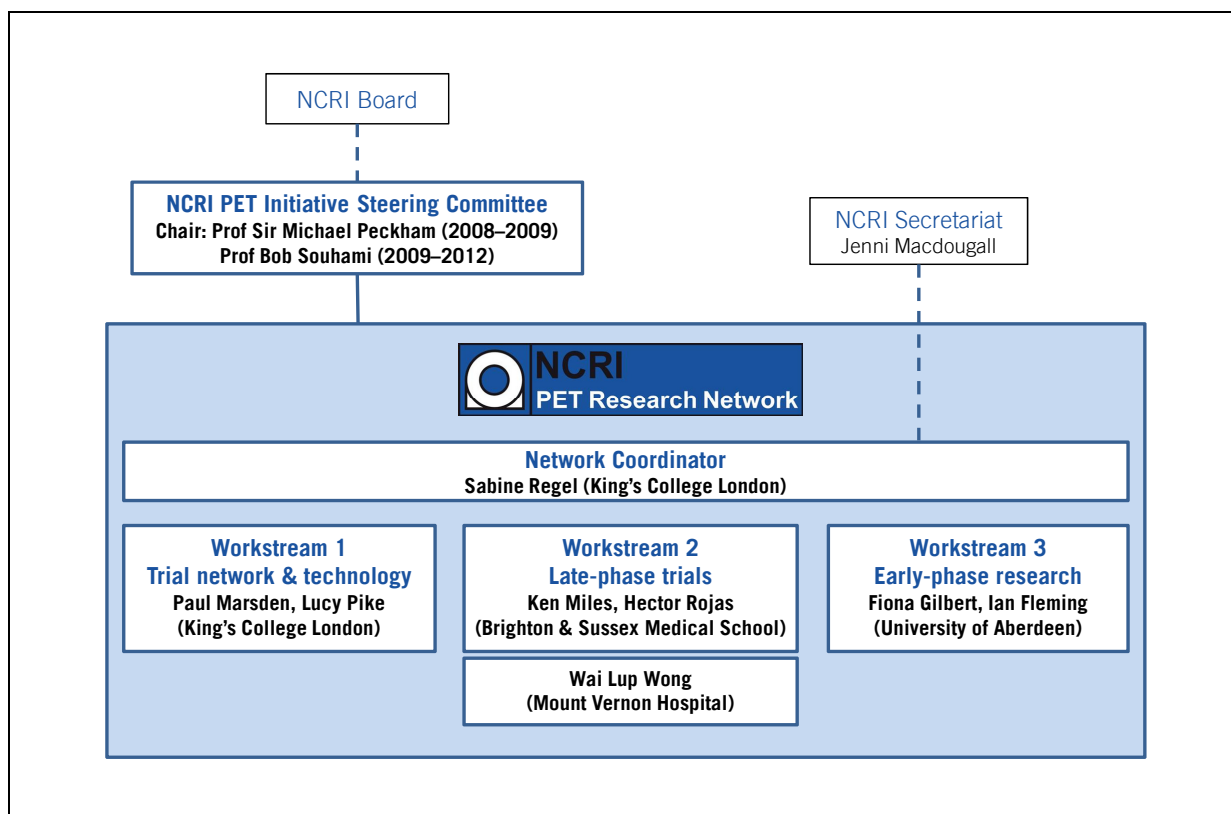 NCRI Board
NCRI PET Initiative Steering Committee
Chair: Prof Sir Michael Peckham (2008–2009)
Prof Bob Souhami (2009–2012)
NCRI Secretariat
Jenni Macdougall
NCRI
PET Research Network
Network Coordinator
Sabine Regel (King’s College London)
Workstream 1
Trial network & technology
Paul Marsden, Lucy Pike
(King’s College London)
Workstream 2
Late-phase trials
Ken Miles, Hector Rojas
(Brighton & Sussex Medical School)
Wai Lup Wong
(Mount Vernon Hospital)
Workstream 3
Early-phase research
Fiona Gilbert, Ian Fleming
(University of Aberdeen)